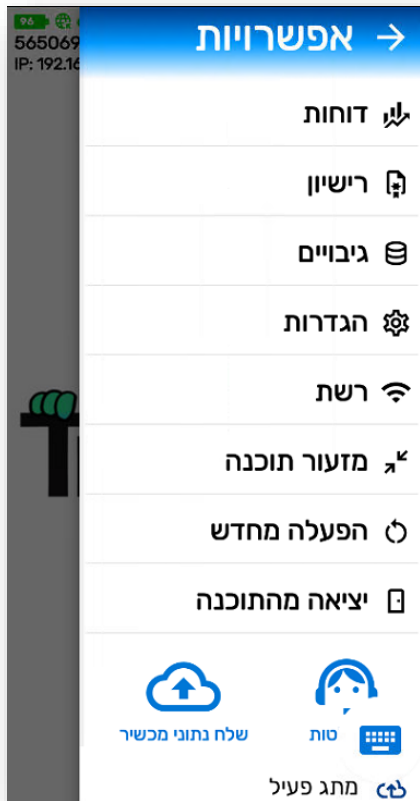 96
565069
IP: 192.16
אפשרויות
דוחות
רישיון
גיבויים
הגדרות
רשת
מזעור תוכנה
הפעלה מחדש
יציאה מהתוכנה
שלח נתוני מכשיר
מתג פעיל